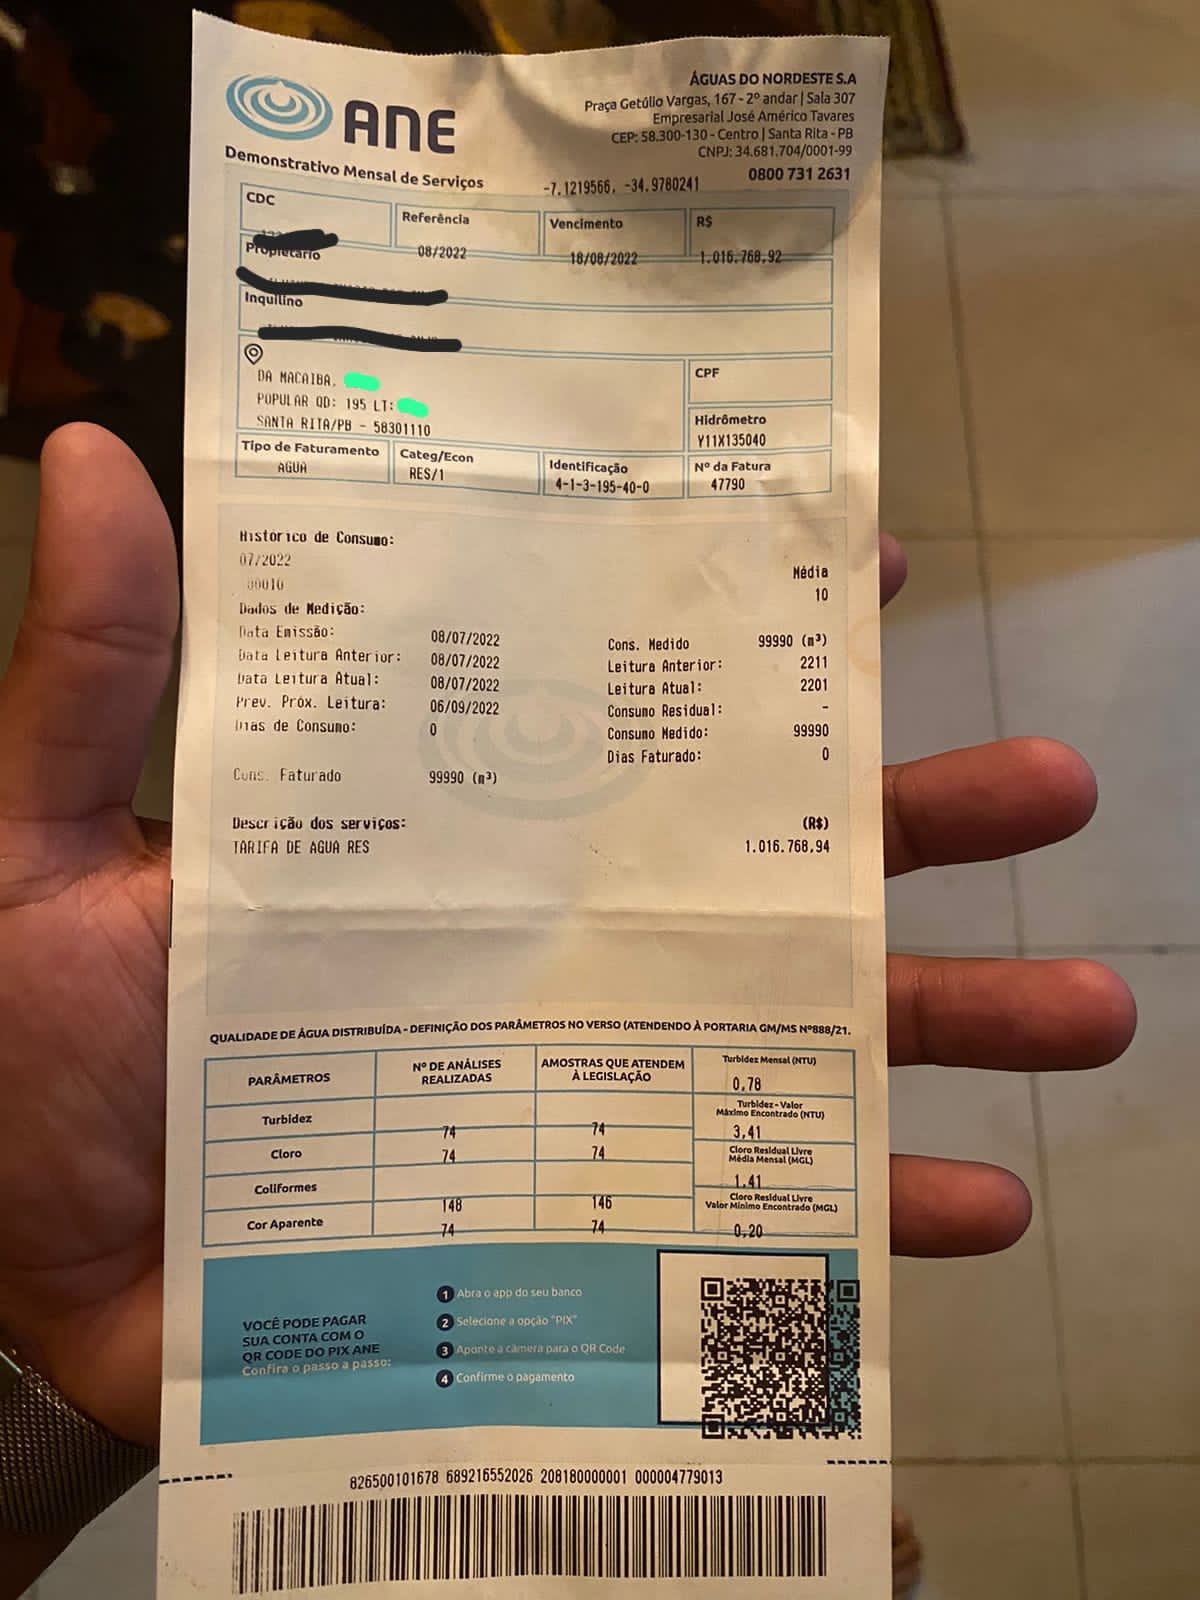 ANE
ÁGUAS DO NORDESTE S.A
Praça Getúlio Vargas, 167 - 2º andar | Sala 307
Empresarial José Américo Tavares
CEP: 58.300-130 - Centro | Santa Rita - PB
CNPJ: 34.681.704/0001-99
0800 731 2631
Demonstrativo Mensal de Serviços
-7.1219566, -34.9780241
CDC
Referência
08/2022
Vencimento
18/08/2022
R$
1.016.768,92
Propietário
Inquilino
DA MACAIBA,
POPULAR QD: 195 LT:
SANTA RITA/PB - 58301110
CPF
Hidrômetro
Y11X135040
Tipo de Faturamento
AGUA
Categ/Econ
RES/1
Identificação
4-1-3-195-40-0
Nº da Fatura
47790
Histórico de Consumo:
07/2022
00010
Média
10
Dados de Medição:
Data Emissão: 08/07/2022
Data Leitura Anterior: 08/07/2022
Data Leitura Atual: 08/07/2022
Prev. Próx. Leitura: 06/09/2022
Dias de Consumo: 0
Cons. Medido 99990 (m³)
Leitura Anterior: 2211
Leitura Atual: 2201
Consumo Residual: -
Consumo Medido: 99990
Dias Faturado: 0
Cons. Faturado 99990 (m³)
Descrição dos serviços: (R$)
TARIFA DE AGUA RES 1.016.768,94
QUALIDADE DE ÁGUA DISTRIBUÍDA - DEFINIÇÃO DOS PARÂMETROS NO VERSO (ATENDENDO À PORTARIA GM/MS Nº888/21.
PARÂMETROS
Nº DE ANÁLISES
REALIZADAS
AMOSTRAS QUE ATENDEM
À LEGISLAÇÃO
Turbidez 74 74
Cloro 74 74
Coliformes 148 146
Cor Aparente 74 74
Turbidez Mensal (NTU)
0,78
Turbidez - Valor
Máximo Encontrado (NTU)
3,41
Cloro Residual Livre
Média Mensal (MGL)
1,41
Cloro Residual Livre
Valor Mínimo Encontrado (MGL)
0,20
VOCÊ PODE PAGAR
SUA CONTA COM O
QR CODE DO PIX ANE
Confira o passo a passo:
1 Abra o app do seu banco
2 Selecione a opção "PIX"
3 Aponte a câmera para o QR Code
4 Confirme o pagamento
826500101678 689216552026 208180000001 000004779013